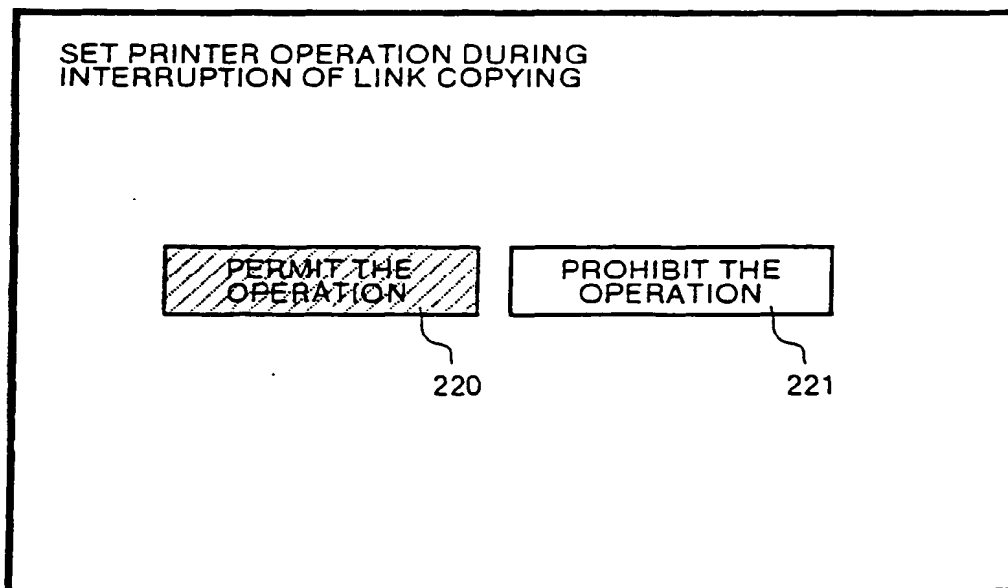 SET PRINTER OPERATION DURING
INTERRUPTION OF LINK COPYING
PERMIT THE
OPERATION
PROHIBIT THE
OPERATION
220
221